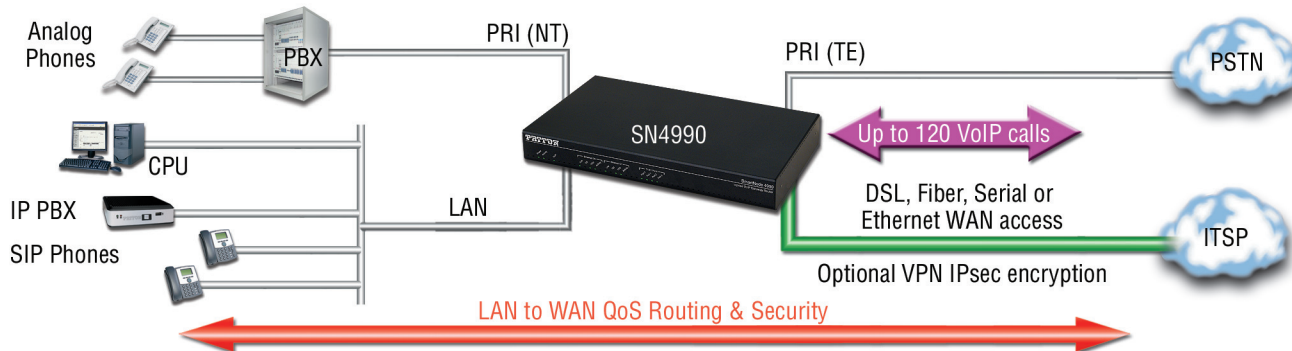 Analog
Phones
PBX
PRI (NT)
PRI (TE)
PSTN
CPU
IP PBX
SIP Phones
LAN
PATTON
SN4990
Up to 120 VoIP calls
DSL, Fiber, Serial or
Ethernet WAN access
ITSP
Optional VPN IPsec encryption
LAN to WAN QoS Routing & Security